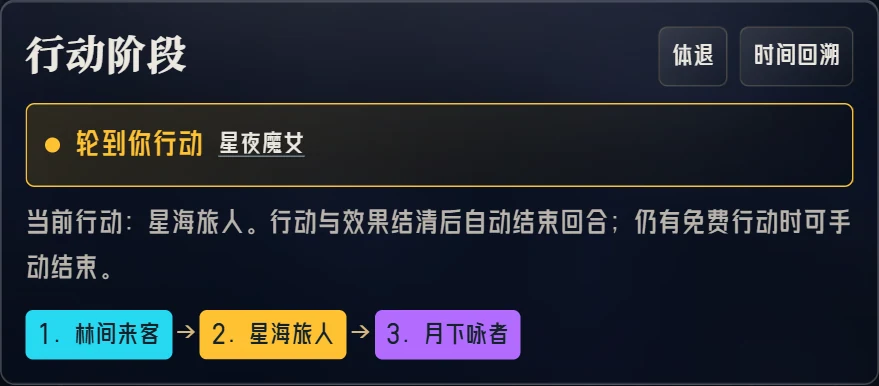 行动阶段
体退
时间回溯
轮到你行动 星夜魔女
当前行动：星海旅人。行动与效果结清后自动结束回合；仍有免费行动时可手
动结束。
1. 林间来客 → 2. 星海旅人 → 3. 月下咏者